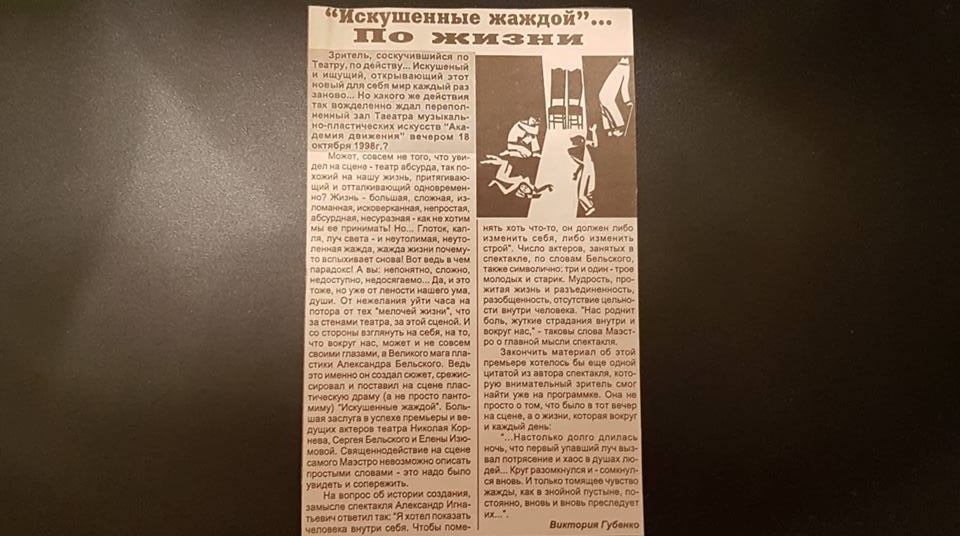 "Искушенные жаждой"...
По жизни
Зритель, соскучившийся по
Театру, по действу... Искушеный
и ищущий, открывающий этот
новый для себя мир каждый раз
заново... Но хакого же действия
так вожделенно ждал перепол-
ненный зал Таеатра музыкаль-
но-пластических искусств "Ака-
демия движения" вечером 18
октября 1998г.?
Может, совсем не того, что уви-
дел на сцене - театр абсурда, так по-
хожий на нашу жизнь, притягиваю-
щий и отталкивающий одновремен-
но? Жизнь - большая, сложная, из-
ломанная, исковерканная, непростая,
абсурдная, несуразная - как не хотим
мы ее принимать! Но... Глоток, кап-
ля, луч света - и неутолимая, неуто-
ленная жажда, жажда жизни почему-
то вспыхивает снова! Вот ведь в чем
парадокс! А вы: непонятно, сложно,
недоступно, недосягаемо... Да, и это
тоже, но уже от лености нашего ума,
души. От нежелания уйти часа на
потора от тех "мелочей жизни", что
за стенами театра, за этой сценой. И
со стороны взглянуть на себя, на то,
что вокруг нас, может и не совсем
своими глазами, а Великого мага пла-
стики Александра Бельского. Ведь
это именно он создал сюжет, срежис-
сировал и поставил на сцене плас-
тическую драму (а не просто панто-
миму) "Искушенные жаждой". Боль-
шая заслуга в успехе премьеры и ве-
дущих актеров театра Николая Кор-
нева, Сергея Бельского и Елены Изю-
мовой. Священнодействие на сцене
самого Маэстро невозможно описать
простыми словами - это надо было
увидеть и сопережить.
На вопрос об истории создания,
замысле спектакля Александр Игна-
тьевич ответил так: "Я хотел показать
человека внутри себя. Чтобы поме-
нять хоть что-то, он должен либо
изменить себя, либо изменить
строй". Число актеров, занятых в
спектакле, по словам Бельского,
также символично: три и один - трое
молодых и старик. Мудрость, про-
житая жизнь и разъединенность,
разобщенность, отсутствие цельно-
сти внутри человека. "Нас роднит
боль, жуткие страдания внутри и
вокруг нас," - таковы слова Маэст-
ро о главной мысли спектакля.
Закончить материал об этой
премьере хотелось бы еще одной
цитатой из автора спектакля, кото-
рую внимательный зритель смог
найти уже на программке. Она не
просто о том, что было в тот вечер
на сцене, а о жизни, которая вокруг
и каждый день:
"...Настолько долго длилась
ночь, что первый упавший луч выз-
вал потрясение и хаос в душах лю-
дей... Круг разомкнулся и - сомкнул-
ся вновь. И только томящее чувство
жажды, как в знойной пустыне, по-
стоянно, вновь и вновь преследует
их...".
Виктория Губенко